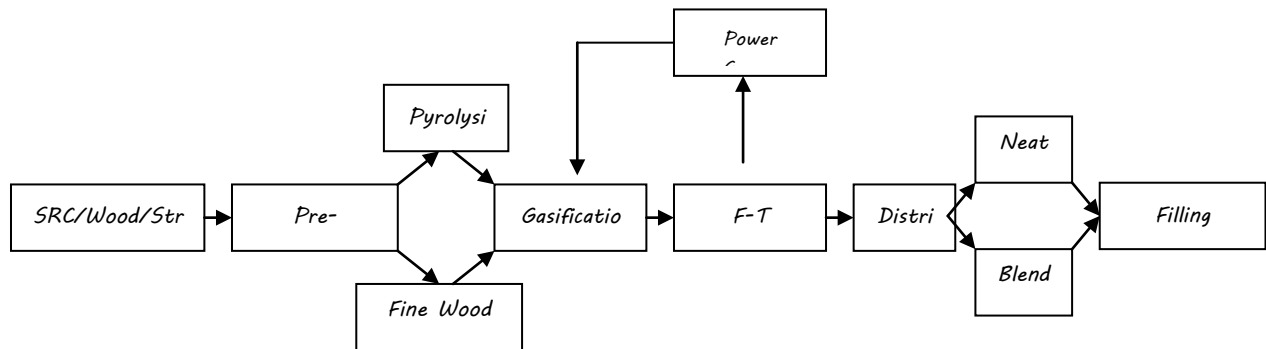 Power
Pyrolysi
Neat
SRC/Wood/Str
Pre-
Gasificatio
F-T
Distri
Filling
Blend
Fine Wood